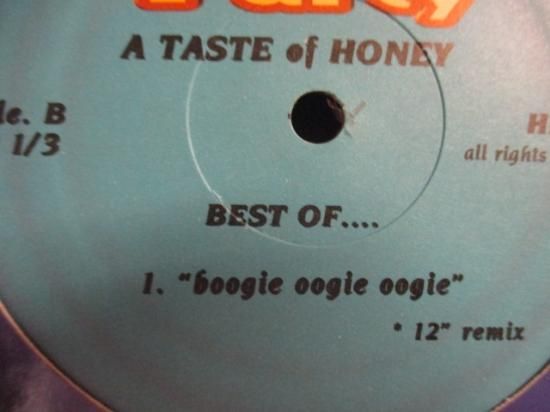 A TASTE of HONEY
B
1/3
H
all rights
BEST OF....
1. "boogie oogie oogie"
* 12" remix